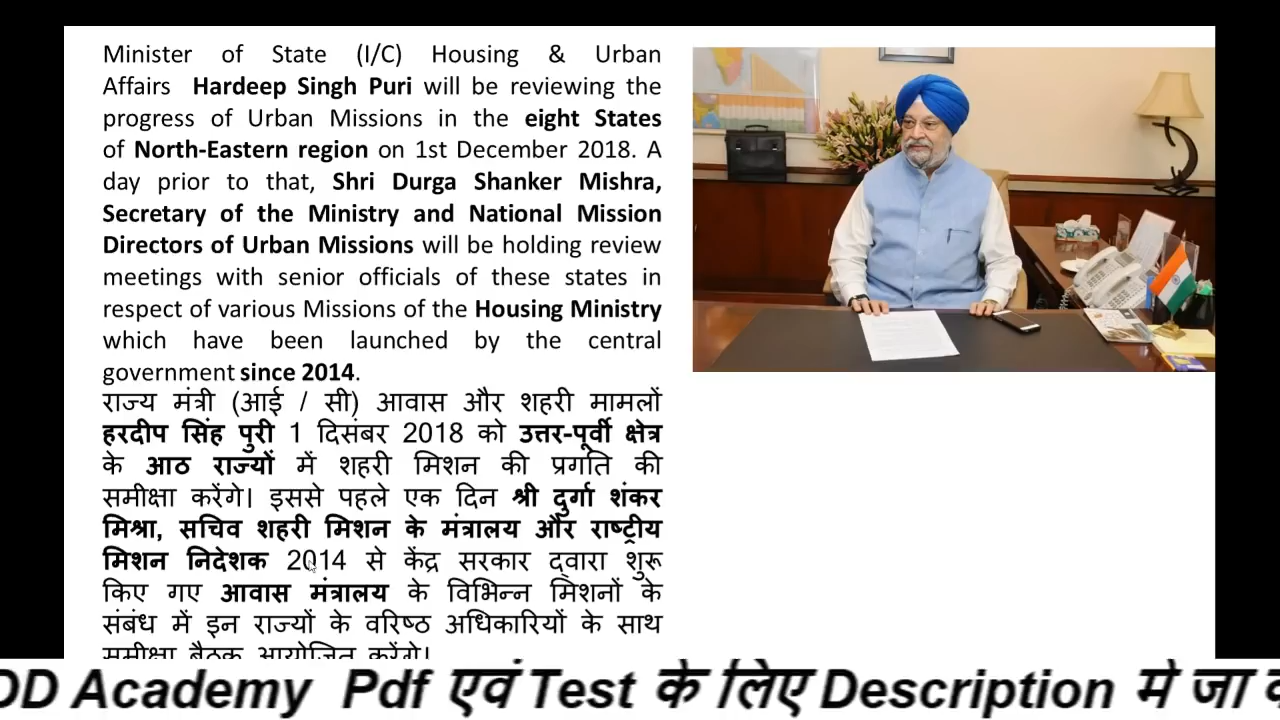 Minister of State (I/C) Housing & Urban
Affairs Hardeep Singh Puri will be reviewing the
progress of Urban Missions in the eight States
of North-Eastern region on 1st December 2018. A
day prior to that, Shri Durga Shanker Mishra,
Secretary of the Ministry and National Mission
Directors of Urban Missions will be holding review
meetings with senior officials of these states in
respect of various Missions of the Housing Ministry
which have been launched by the central
government since 2014.
राज्य मंत्री (आई / सी) आवास और शहरी मामलों
हरदीप सिंह पुरी 1 दिसंबर 2018 को उत्तर-पूर्वी क्षेत्र
के आठ राज्यों में शहरी मिशन की प्रगति की
समीक्षा करेंगे। इससे पहले एक दिन श्री दुर्गा शंकर
मिश्रा, सचिव शहरी मिशन के मंत्रालय और राष्ट्रीय
मिशन निदेशक 2014 से केंद्र सरकार द्वारा शुरू
किए गए आवास मंत्रालय के विभिन्न मिशनों के
संबंध में इन राज्यों के वरिष्ठ अधिकारियों के साथ
समीक्षा बैठक आयोजित करेंगे।
DD Academy Pdf एवं Test के लिए Description मे जा